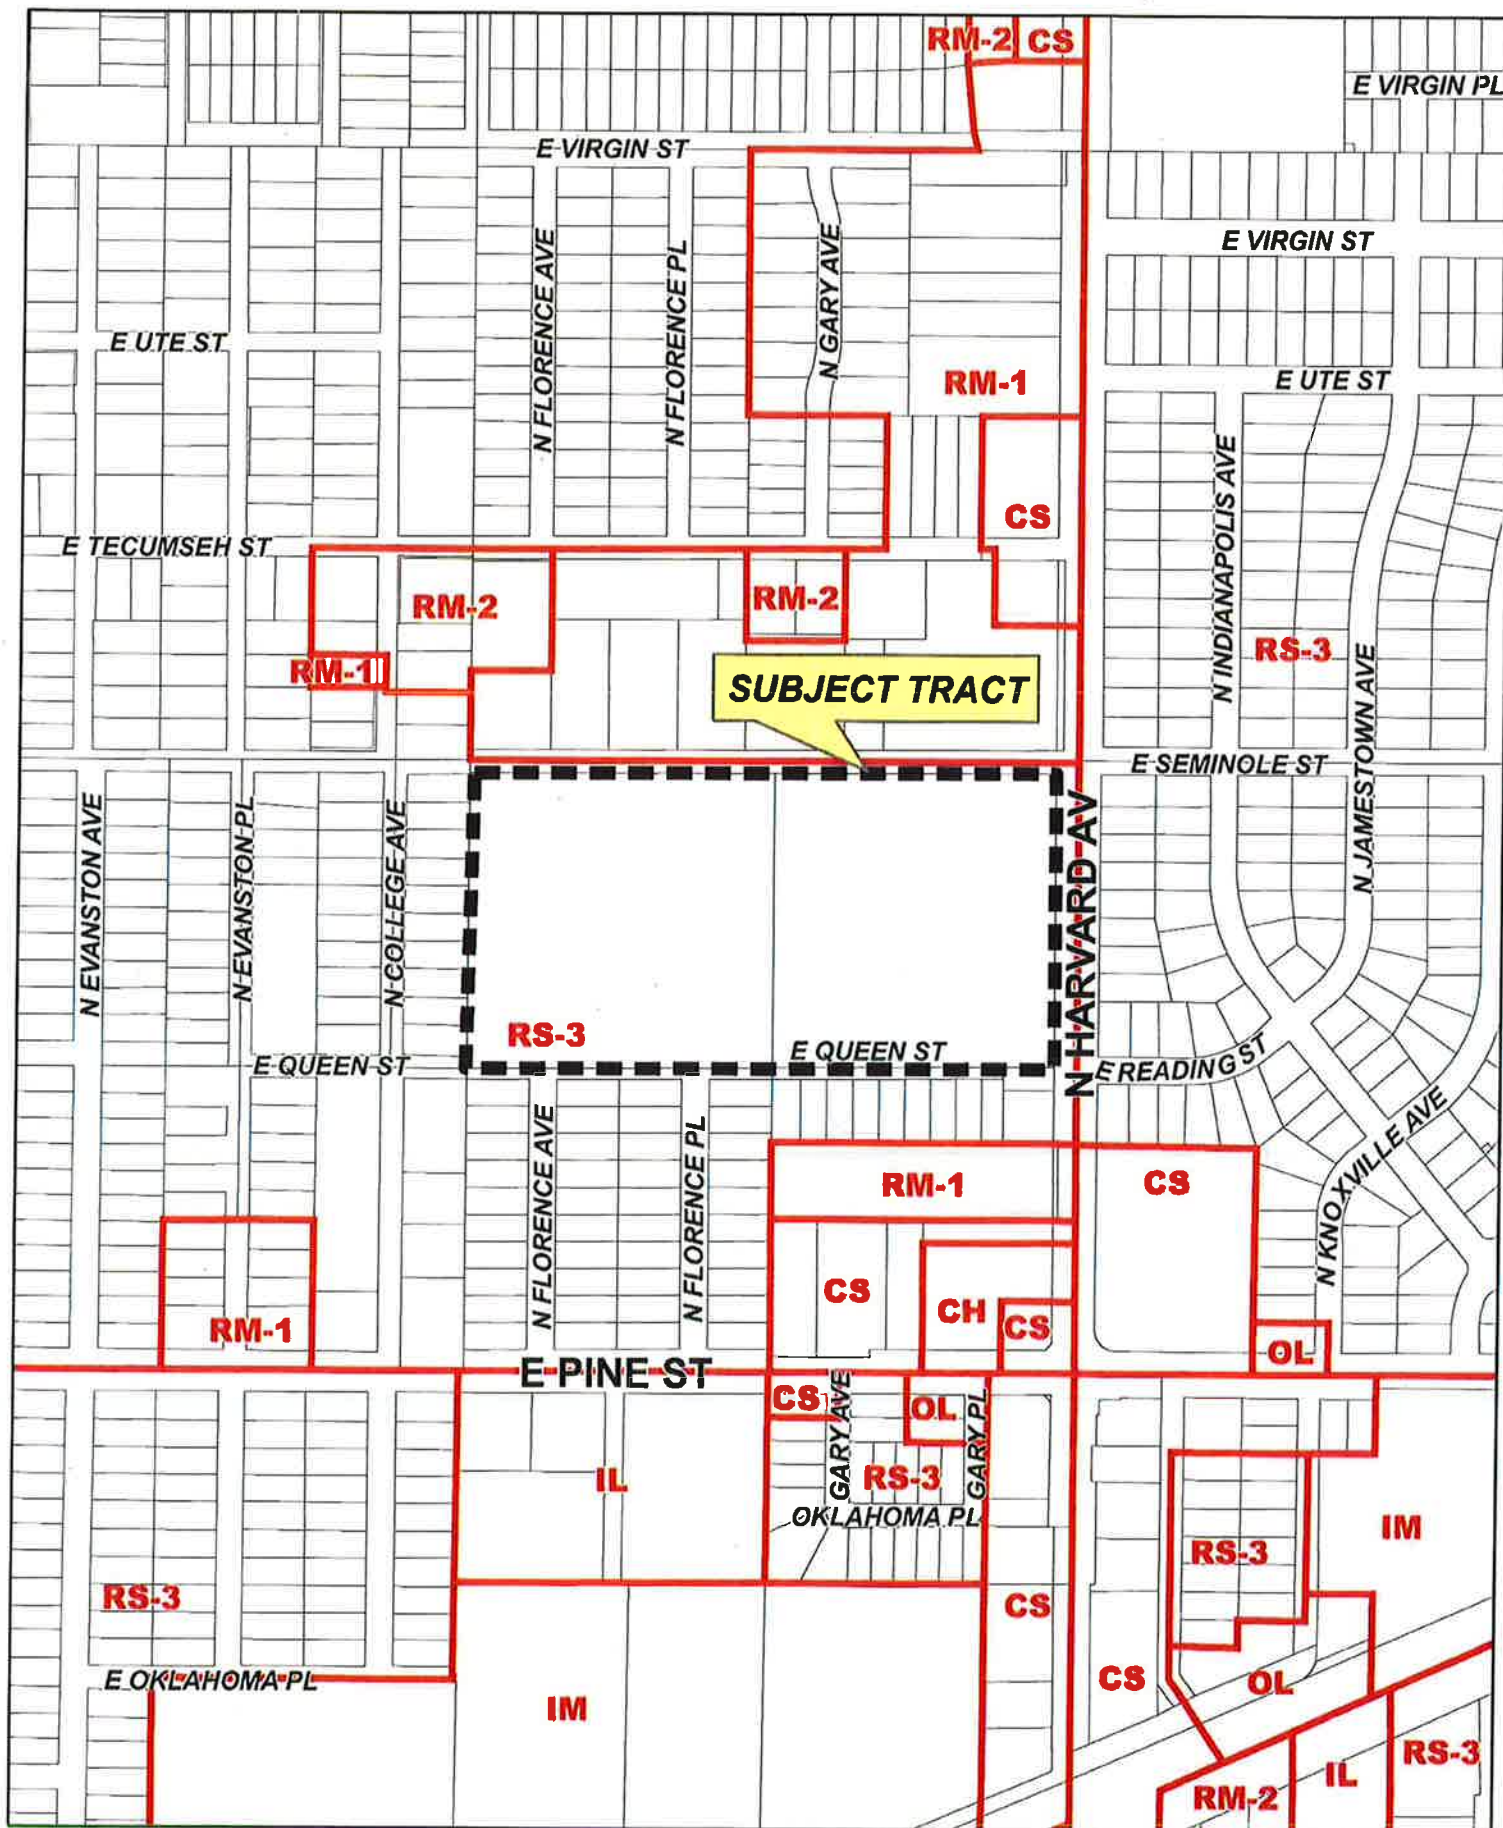 RM-2 CS
E VIRGIN PL
E VIRGIN ST
E VIRGIN ST
N FLORENCE AVE
N FLORENCE PL
N GARY AVE
E UTE ST
RM-1
E UTE ST
N INDIANAPOLIS AVE
CS
E TECUMSEH ST
RM-2
RM-2
RS-3
RM-1
SUBJECT TRACT
N JAMESTOWN AVE
E SEMINOLE ST
N EVANSTON AVE
N EVANSTON PL
N COLLEGE AVE
N HARVARD AV
RS-3
E QUEEN ST
E QUEEN ST
E READING ST
N FLORENCE AVE
N FLORENCE PL
N KNOXVILLE AVE
RM-1
CS
CS
CH
CS
RM-1
OL
E PINE ST
CS
GARY AVE
OL
GARY PL
IL
RS-3
OKLAHOMA PL
RS-3
IM
RS-3
CS
E OKLAHOMA PL
CS
OL
IM
RS-3
IL
RM-2